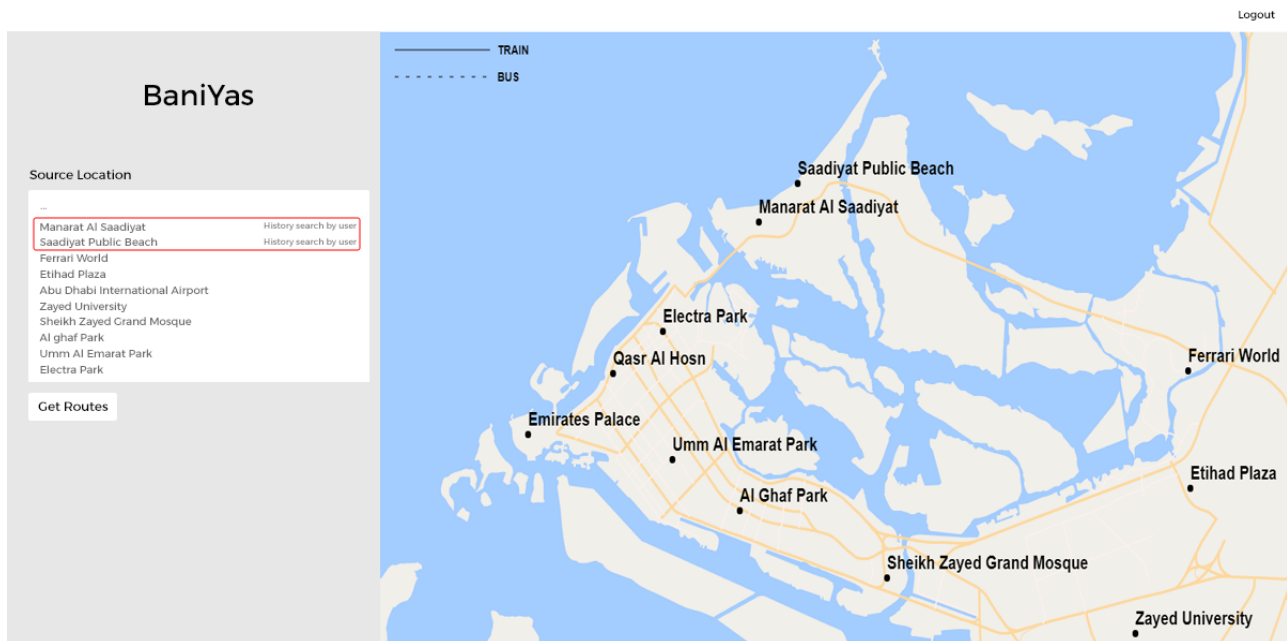 Logout
BaniYas
Source Location
...
Manarat Al Saadiyat History search by user
Saadiyat Public Beach History search by user
Ferrari World
Etihad Plaza
Abu Dhabi International Airport
Zayed University
Sheikh Zayed Grand Mosque
Al ghaf Park
Umm Al Emarat Park
Electra Park
Get Routes
TRAIN
BUS
Saadiyat Public Beach
Manarat Al Saadiyat
Electra Park
Qasr Al Hosn
Ferrari World
Emirates Palace
Umm Al Emarat Park
Etihad Plaza
Al Ghaf Park
Sheikh Zayed Grand Mosque
Zayed University